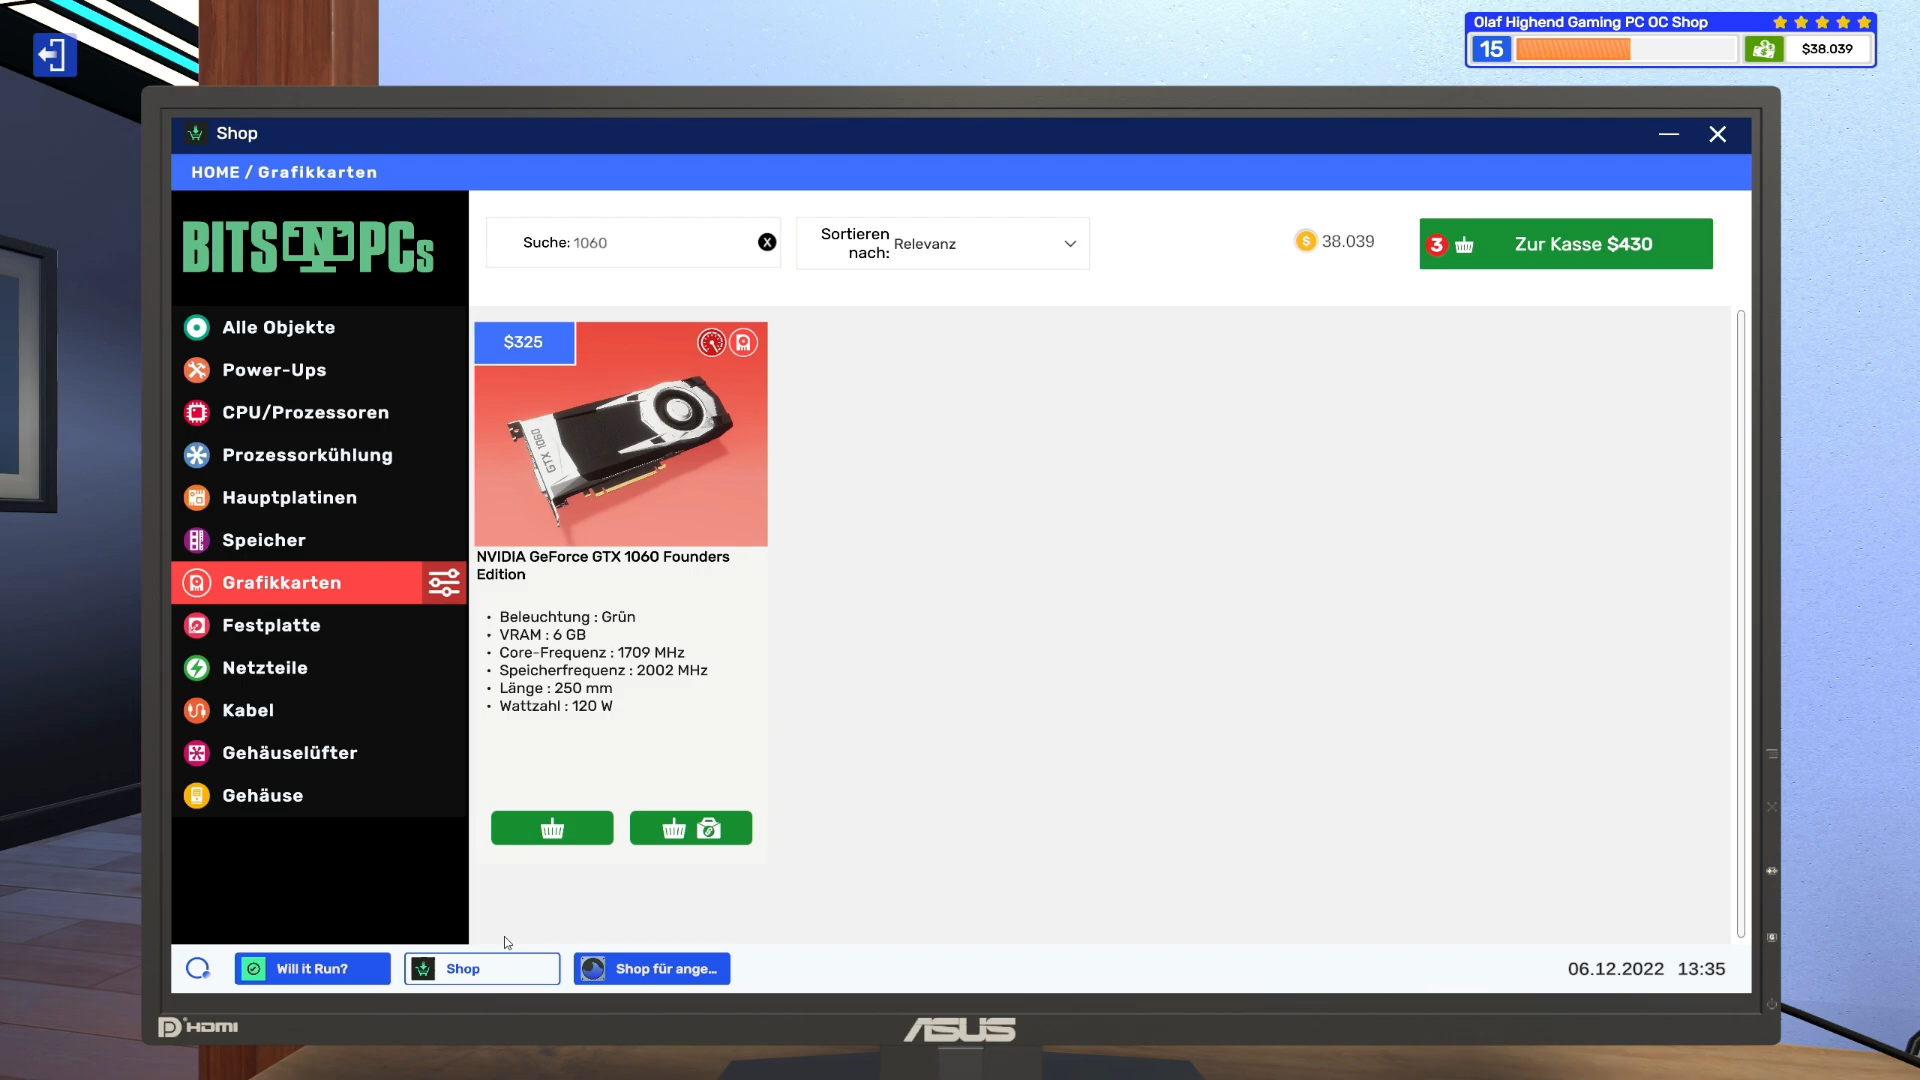 Olaf Highend Gaming PC OC Shop
15
$38.039
Shop
HOME / Grafikkarten
BITS N PCs
Suche: 1060
X
Sortieren nach: Relevanz
$ 38.039
3
Zur Kasse $430
Alle Objekte
Power-Ups
CPU/Prozessoren
Prozessorkühlung
Hauptplatinen
Speicher
Grafikkarten
Festplatte
Netzteile
Kabel
Gehäuselüfter
Gehäuse
$325
GTX 1060
GTX 1060
NVIDIA GeForce GTX 1060 Founders
Edition
• Beleuchtung : Grün
• VRAM : 6 GB
• Core-Frequenz : 1709 MHz
• Speicherfrequenz : 2002 MHz
• Länge : 250 mm
• Wattzahl : 120 W
Will it Run?
Shop
Shop für ange...
06.12.2022 13:35
HDMI
ASUS